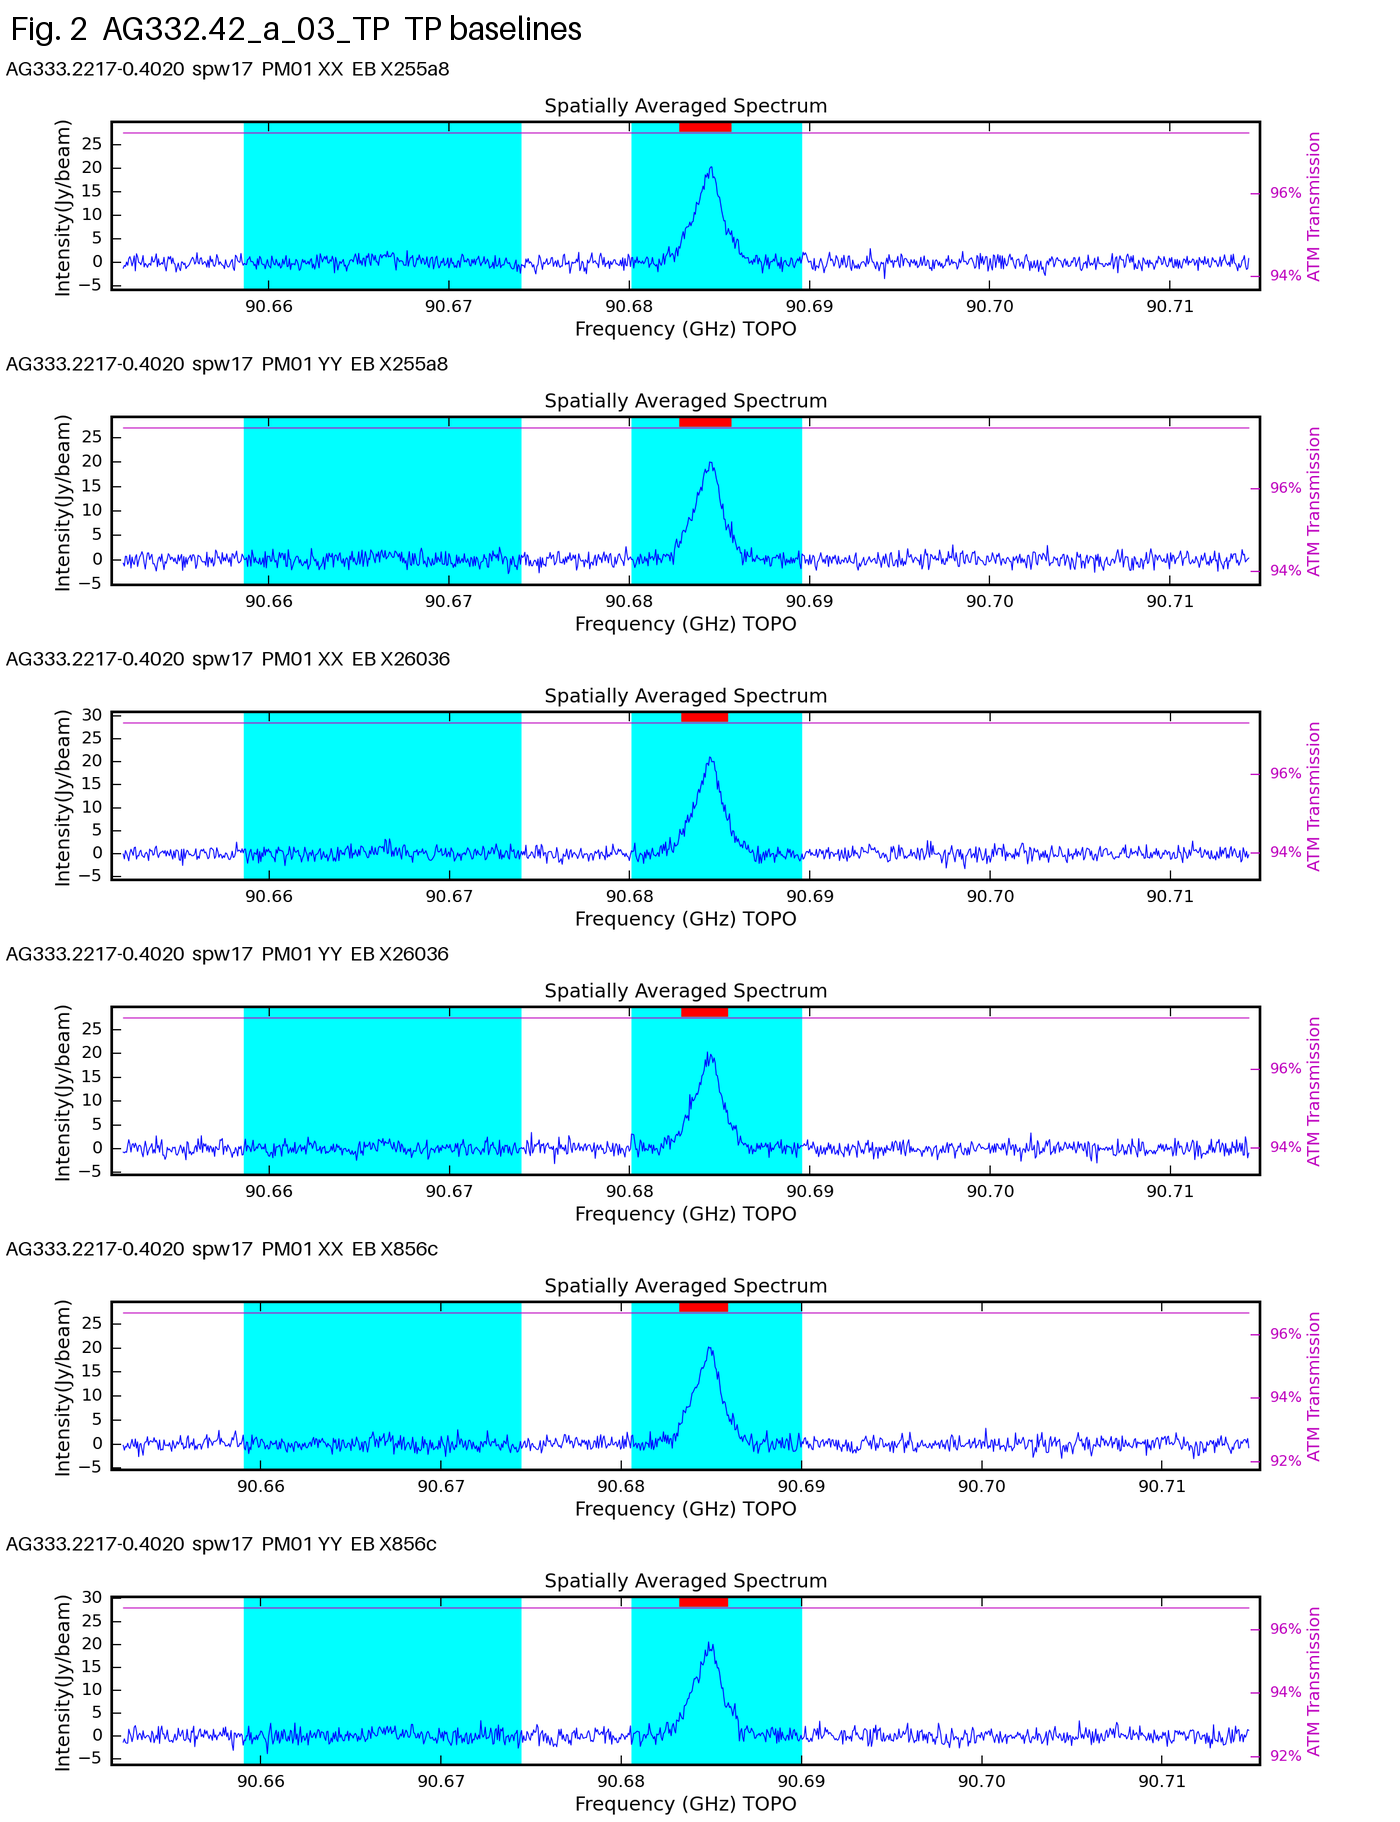 Fig. 2 AG332.42_a_03_TP TP baselines
AG333.2217-0.4020 spw17 PM01 XX EB X255a8
Spatially Averaged Spectrum
25
20
15
10
5
0
−5
Intensity(Jy/beam)
96%
94%
ATM Transmission
90.66 90.67 90.68 90.69 90.70 90.71
Frequency (GHz) TOPO
AG333.2217-0.4020 spw17 PM01 YY EB X255a8
Spatially Averaged Spectrum
25
20
15
10
5
0
−5
Intensity(Jy/beam)
96%
94%
ATM Transmission
90.66 90.67 90.68 90.69 90.70 90.71
Frequency (GHz) TOPO
AG333.2217-0.4020 spw17 PM01 XX EB X26036
Spatially Averaged Spectrum
30
25
20
15
10
5
0
−5
Intensity(Jy/beam)
96%
94%
ATM Transmission
90.66 90.67 90.68 90.69 90.70 90.71
Frequency (GHz) TOPO
AG333.2217-0.4020 spw17 PM01 YY EB X26036
Spatially Averaged Spectrum
25
20
15
10
5
0
−5
Intensity(Jy/beam)
96%
94%
ATM Transmission
90.66 90.67 90.68 90.69 90.70 90.71
Frequency (GHz) TOPO
AG333.2217-0.4020 spw17 PM01 XX EB X856c
Spatially Averaged Spectrum
25
20
15
10
5
0
−5
Intensity(Jy/beam)
96%
94%
92%
ATM Transmission
90.66 90.67 90.68 90.69 90.70 90.71
Frequency (GHz) TOPO
AG333.2217-0.4020 spw17 PM01 YY EB X856c
Spatially Averaged Spectrum
30
25
20
15
10
5
0
−5
Intensity(Jy/beam)
96%
94%
92%
ATM Transmission
90.66 90.67 90.68 90.69 90.70 90.71
Frequency (GHz) TOPO